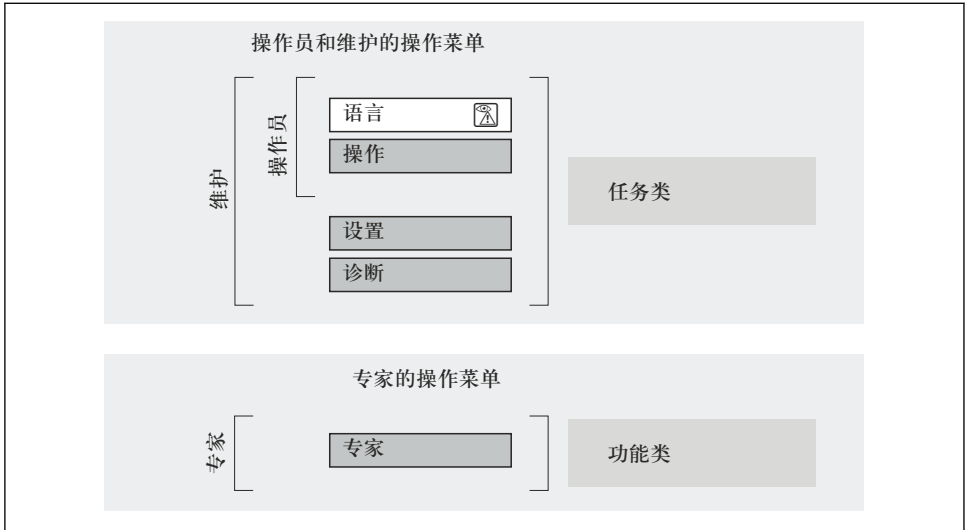 操作员和维护的操作菜单
维护
操作员
语言
操作
设置
诊断
任务类
专家的操作菜单
专家
专家
功能类